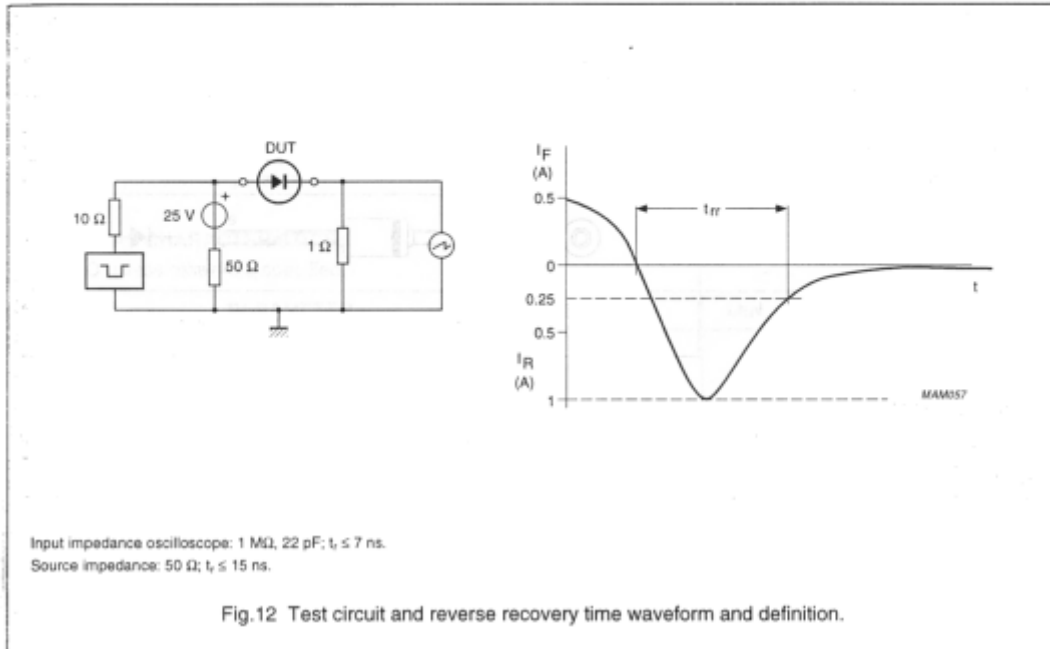 DUT
+
10 Ω
25 V
50 Ω
1 Ω
I_F
(A)
0.5
t_rr
0
t
0.25
0.5
I_R
(A)
1
MAM057
Input impedance oscilloscope: 1 MΩ, 22 pF; t_r ≤ 7 ns.
Source impedance: 50 Ω; t_r ≤ 15 ns.
Fig.12 Test circuit and reverse recovery time waveform and definition.